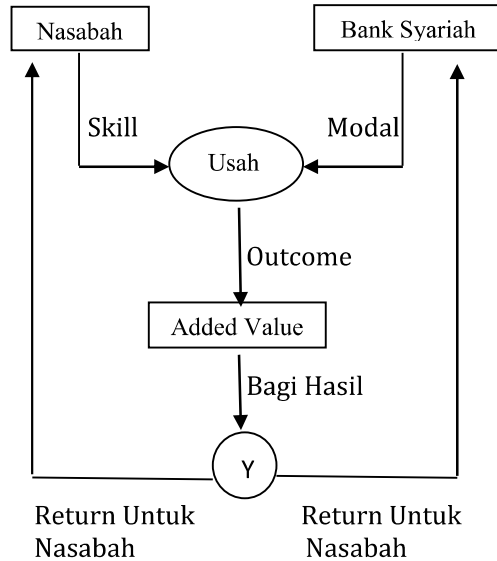 Nasabah
Bank Syariah
Skill
Modal
Usah
Outcome
Added Value
Bagi Hasil
Y
Return Untuk
Nasabah
Return Untuk
Nasabah